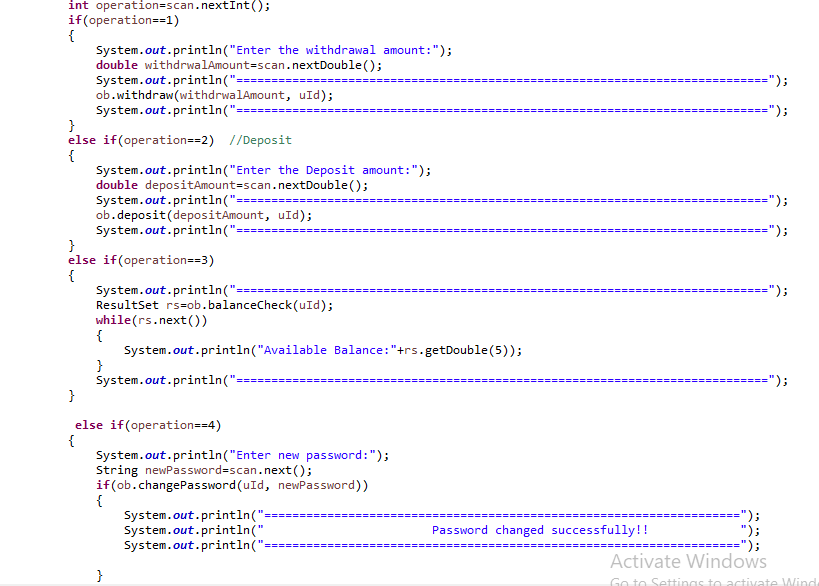 int operation=scan.nextInt();
if(operation==1)
{
System.out.println("Enter the withdrawal amount:");
double withdrwalAmount=scan.nextDouble();
System.out.println("============================================================================");
ob.withdraw(withdrwalAmount, uId);
System.out.println("============================================================================");
}
else if(operation==2)  //Deposit
{
System.out.println("Enter the Deposit amount:");
double depositAmount=scan.nextDouble();
System.out.println("============================================================================");
ob.deposit(depositAmount, uId);
System.out.println("============================================================================");
}
else if(operation==3)
{
System.out.println("============================================================================");
ResultSet rs=ob.balanceCheck(uId);
while(rs.next())
{
System.out.println("Available Balance:"+rs.getDouble(5));
}
System.out.println("============================================================================");
}
else if(operation==4)
{
System.out.println("Enter new password:");
String newPassword=scan.next();
if(ob.changePassword(uId, newPassword))
{
System.out.println("====================================================================");
System.out.println("                        Password changed successfully!!             ");
System.out.println("====================================================================");
}
Activate Windows
Go to Settings to activate Wind